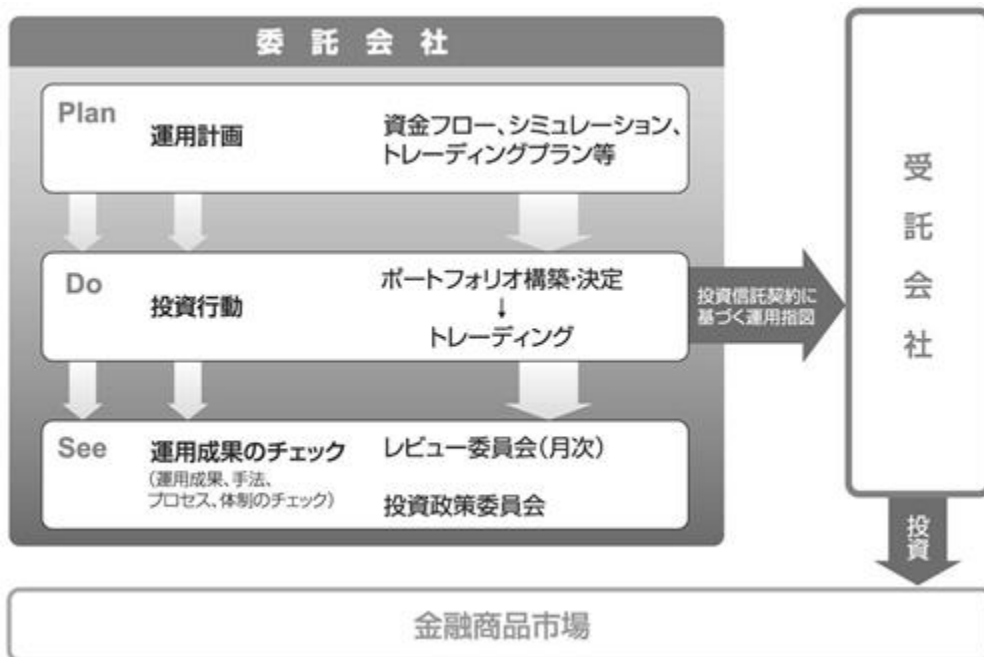 委託会社
Plan
運用計画
資金フロー、シミュレーション、
トレーディングプラン等
Do
投資行動
ポートフォリオ構築・決定
↓
トレーディング
投資信託契約に
基づく運用指図
See
運用成果のチェック
(運用成果、手法、
プロセス、体制のチェック)
レビュー委員会(月次)
投資政策委員会
受託会社
投資
金融商品市場